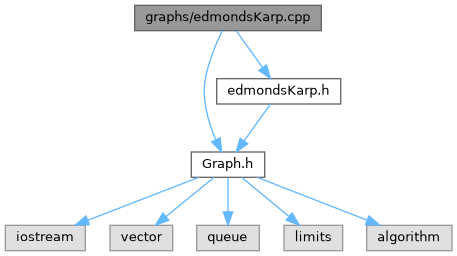 graphs/edmondsKarp.cpp
edmondsKarp.h
Graph.h
iostream
vector
queue
limits
algorithm